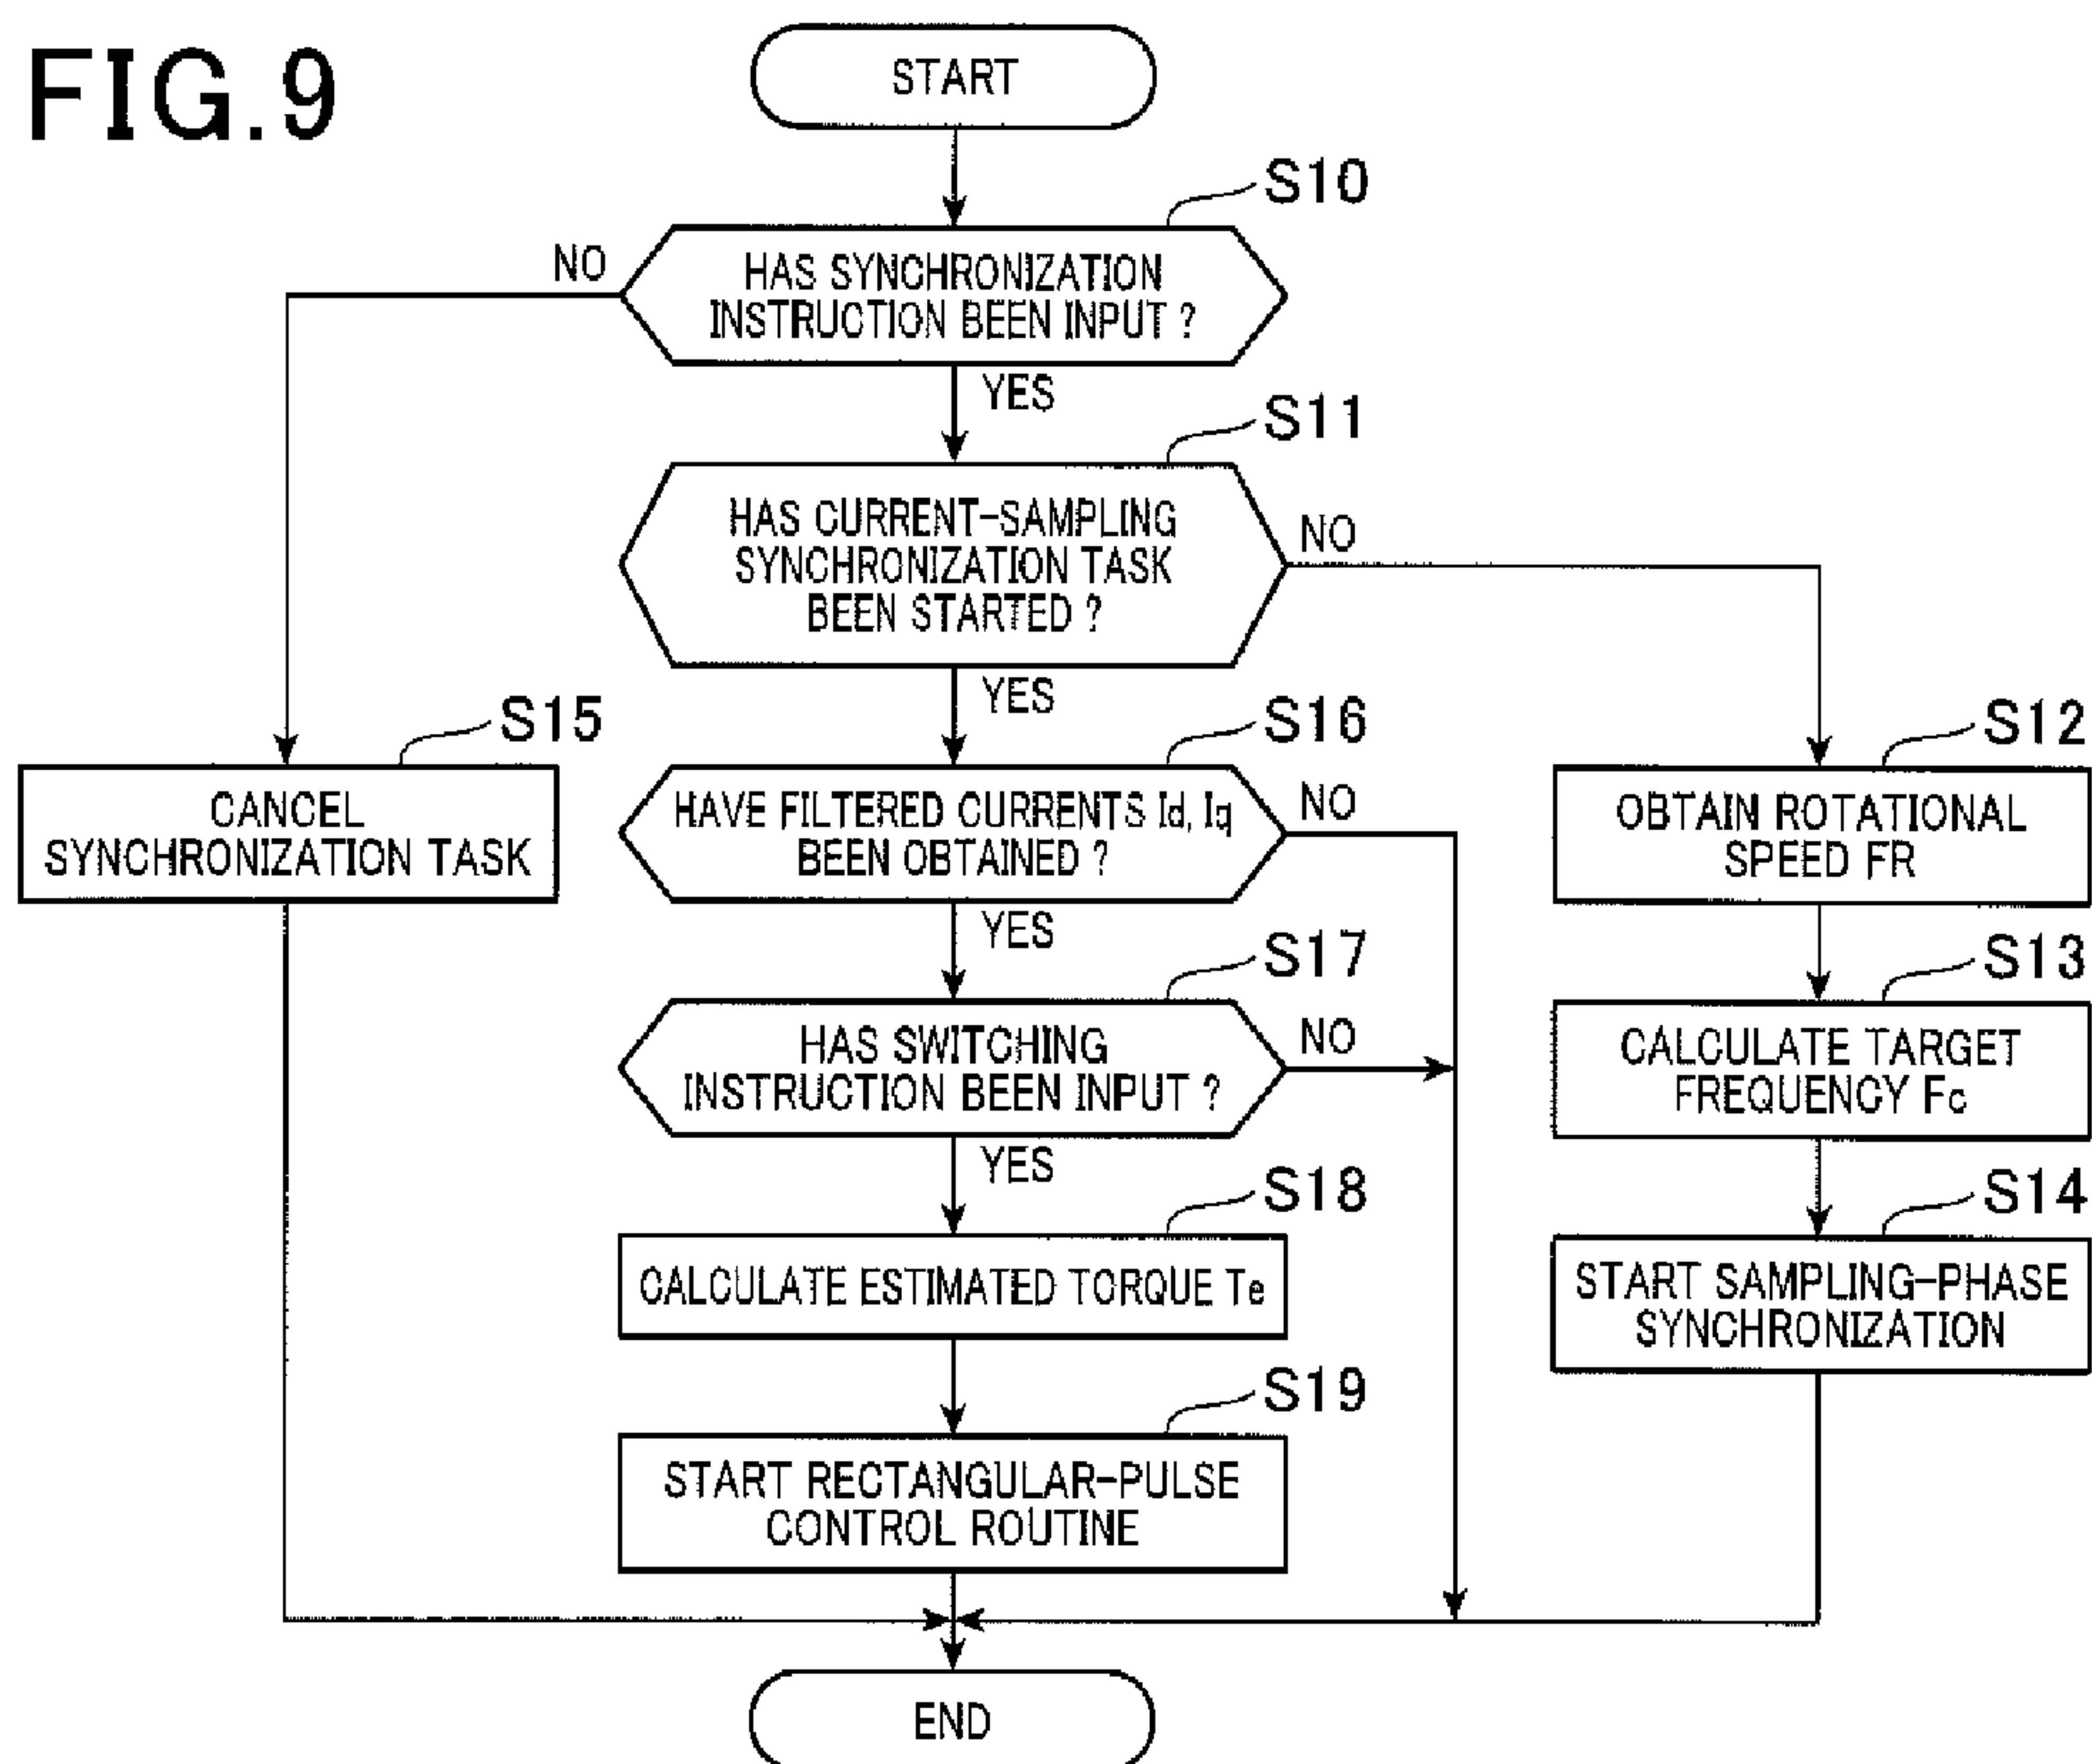 FIG.9
START
S10
NO
HAS SYNCHRONIZATION
INSTRUCTION BEEN INPUT ?
YES
S11
HAS CURRENT-SAMPLING
SYNCHRONIZATION TASK
BEEN STARTED ?
NO
YES
S15
CANCEL
SYNCHRONIZATION TASK
S16
HAVE FILTERED CURRENTS Id, Iq
BEEN OBTAINED ?
NO
YES
S12
OBTAIN ROTATIONAL
SPEED FR
S17
HAS SWITCHING
INSTRUCTION BEEN INPUT ?
NO
YES
S13
CALCULATE TARGET
FREQUENCY Fc
S18
CALCULATE ESTIMATED TORQUE Te
S14
START SAMPLING-PHASE
SYNCHRONIZATION
S19
START RECTANGULAR-PULSE
CONTROL ROUTINE
END